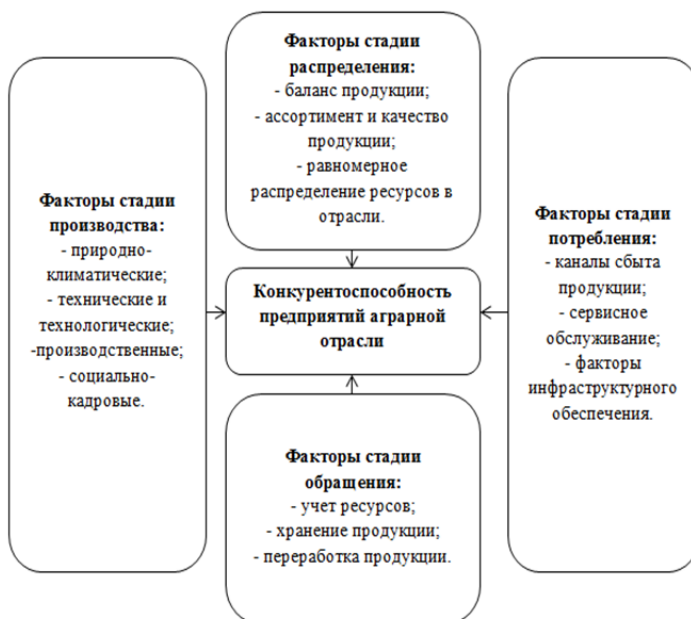 Факторы стадии
распределения:
- баланс продукции;
- ассортимент и качество
продукции;
- равномерное
распределение ресурсов в
отрасли.
Факторы стадии
производства:
- природно-
климатические;
- технические и
технологические;
-производственные;
- социально-
кадровые.
Конкурентоспособность
предприятий аграрной
отрасли
Факторы стадии
потребления:
- каналы сбыта
продукции;
- сервисное
обслуживание;
- факторы
инфраструктурного
обеспечения.
Факторы стадии
обращения:
- учет ресурсов;
- хранение продукции;
- переработка продукции.